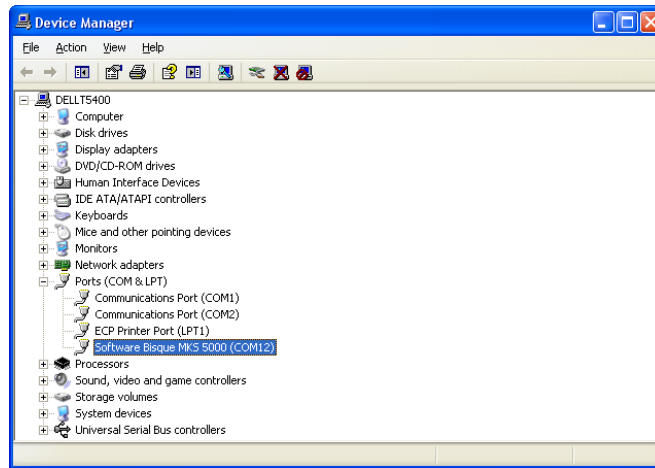 Device Manager
File Action View Help
DELLT5400
Computer
Disk drives
Display adapters
DVD/CD-ROM drives
Human Interface Devices
IDE ATA/ATAPI controllers
Keyboards
Mice and other pointing devices
Monitors
Network adapters
Ports (COM & LPT)
Communications Port (COM1)
Communications Port (COM2)
ECP Printer Port (LPT1)
Software Bisque MKS 5000 (COM12)
Processors
Sound, video and game controllers
Storage volumes
System devices
Universal Serial Bus controllers